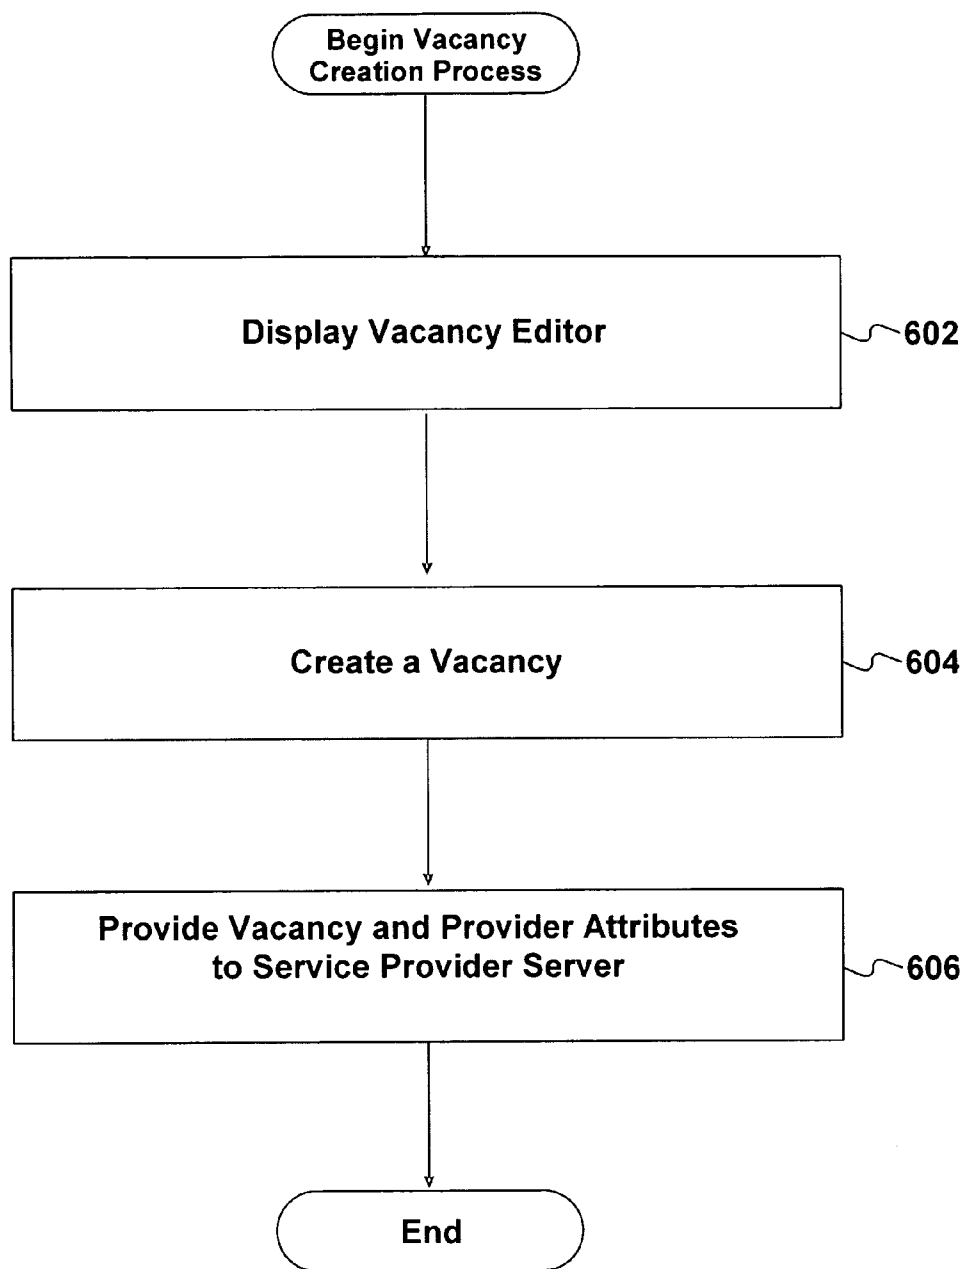 Begin Vacancy
Creation Process
Display Vacancy Editor
602
Create a Vacancy
604
Provide Vacancy and Provider Attributes
to Service Provider Server
606
End